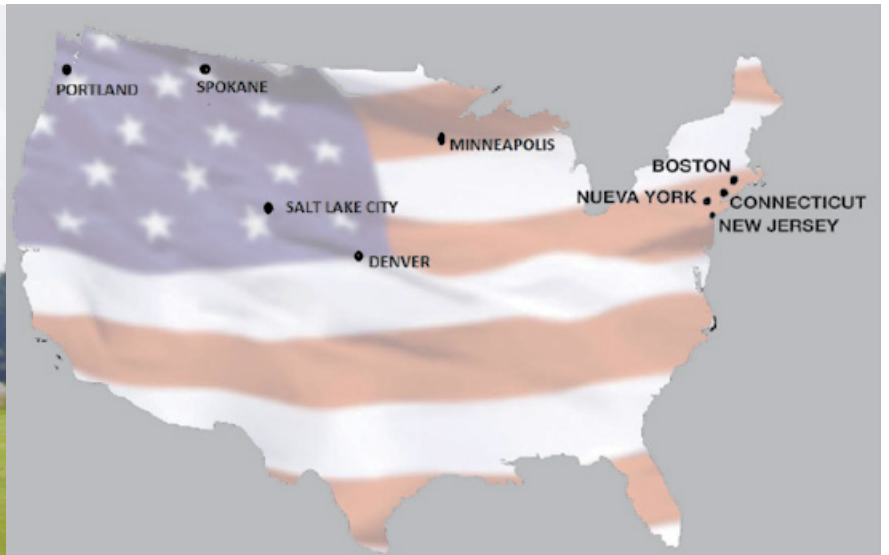 PORTLAND
SPOKANE
MINNEAPOLIS
BOSTON
NUEVA YORK
CONNECTICUT
NEW JERSEY
SALT LAKE CITY
DENVER